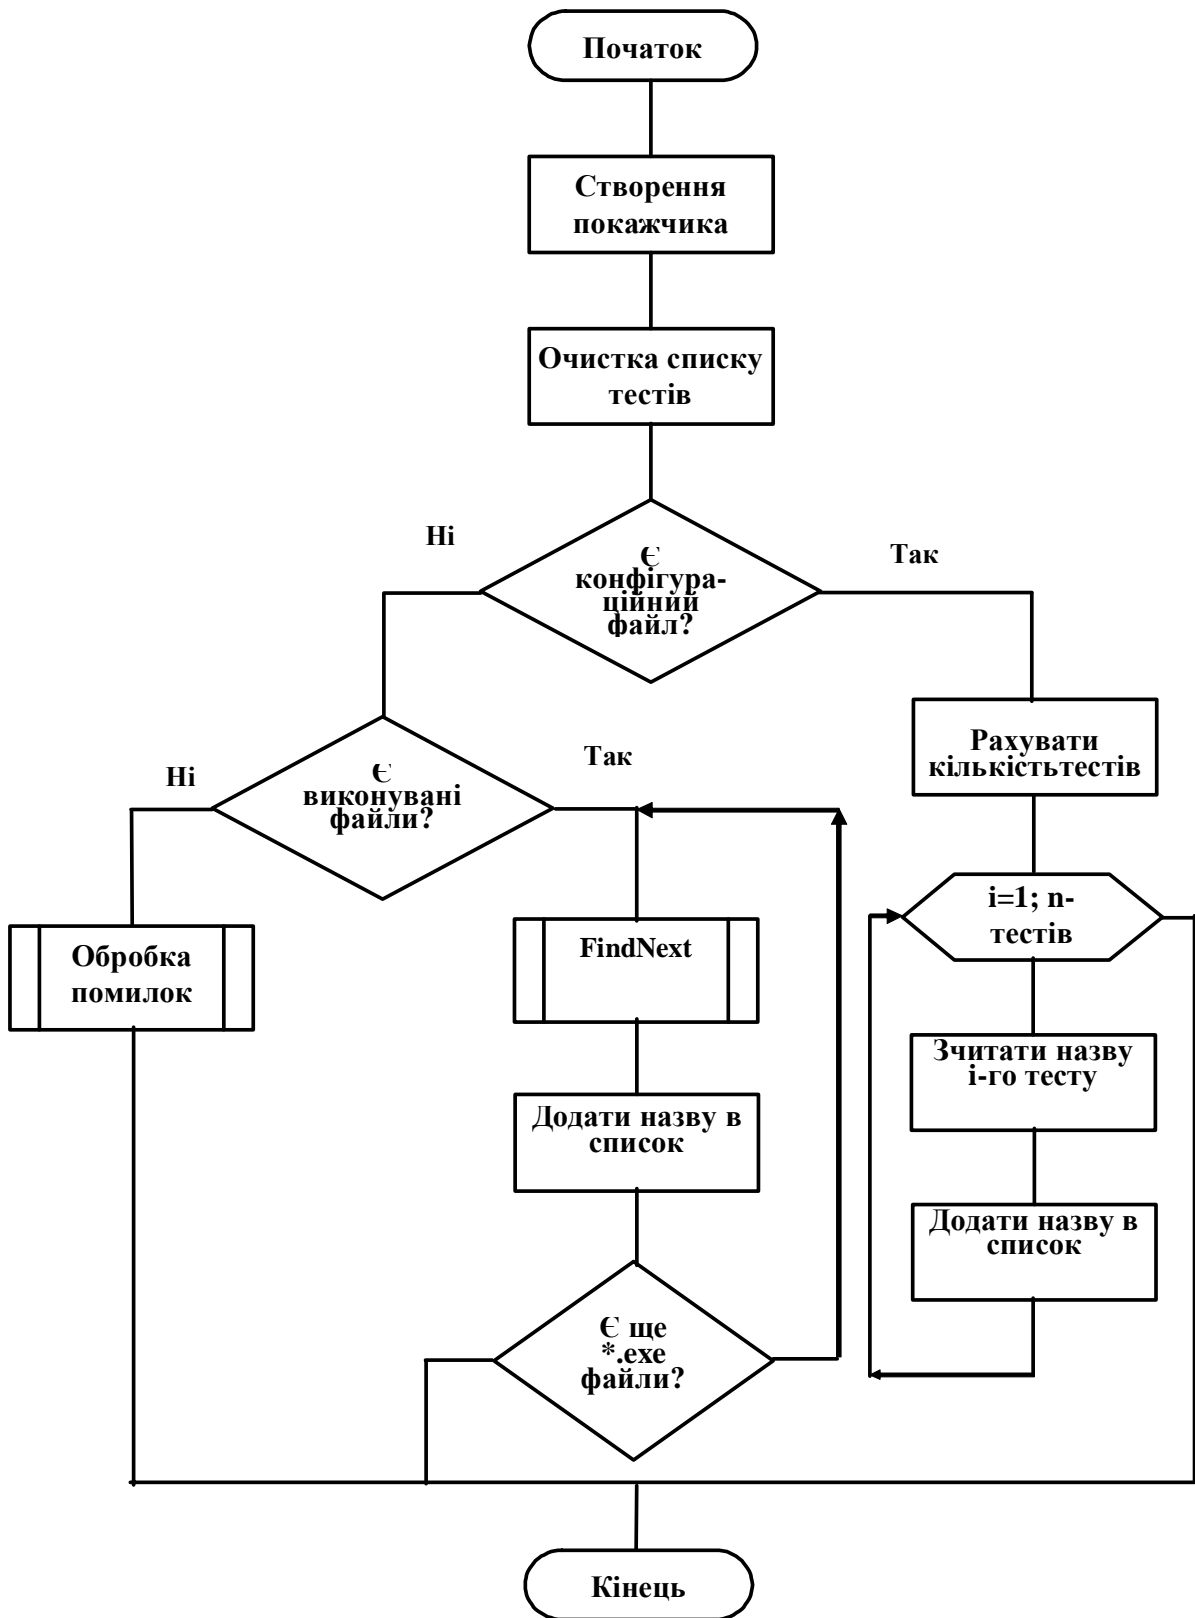 Початок
Створення
покажчика
Очистка списку
тестів
Ні
Так
Є
конфігура-
ційний
файл?
Ні
Так
Є
виконувані
файли?
Рахувати
кількістьтестів
Обробка
помилок
FindNext
i=1; n-
тестів
Зчитати назву
і-го тесту
Додати назву в
список
Додати назву в
список
Є ще
*.exe
файли?
Кінець